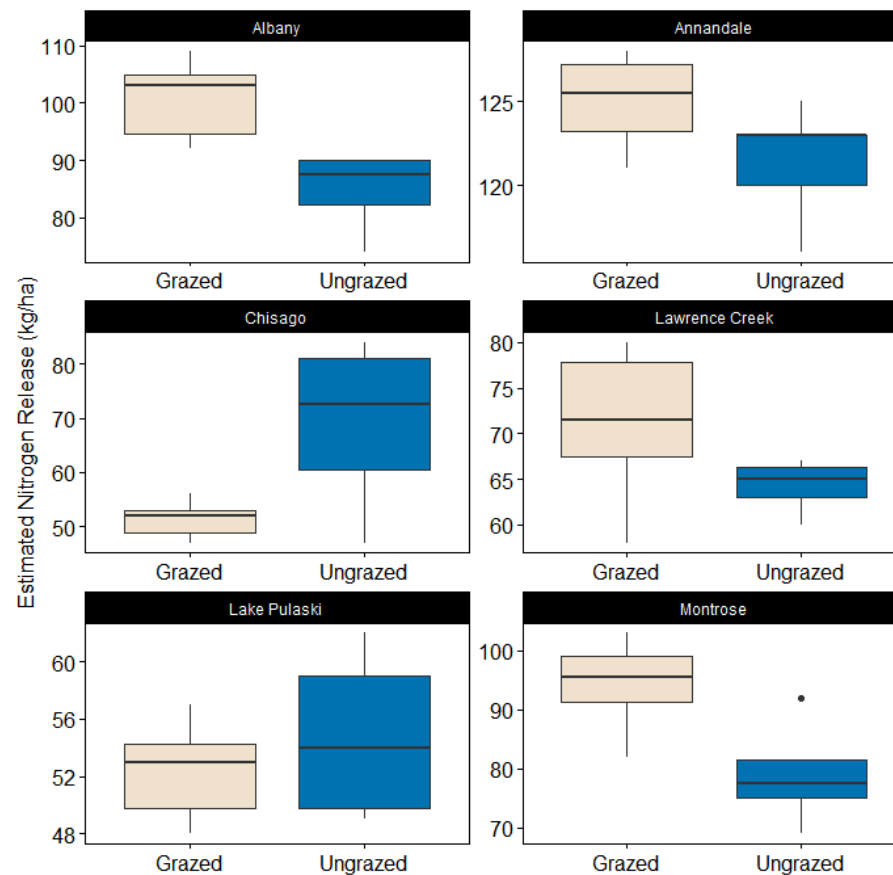 Estimated Nitrogen Release (kg/ha)
Albany
110
100
90
80
Grazed Ungrazed
Annandale
125
120
Grazed Ungrazed
Chisago
80
70
60
50
Grazed Ungrazed
Lawrence Creek
80
75
70
65
60
Grazed Ungrazed
Lake Pulaski
60
56
52
48
Grazed Ungrazed
Montrose
100
90
80
70
Grazed Ungrazed